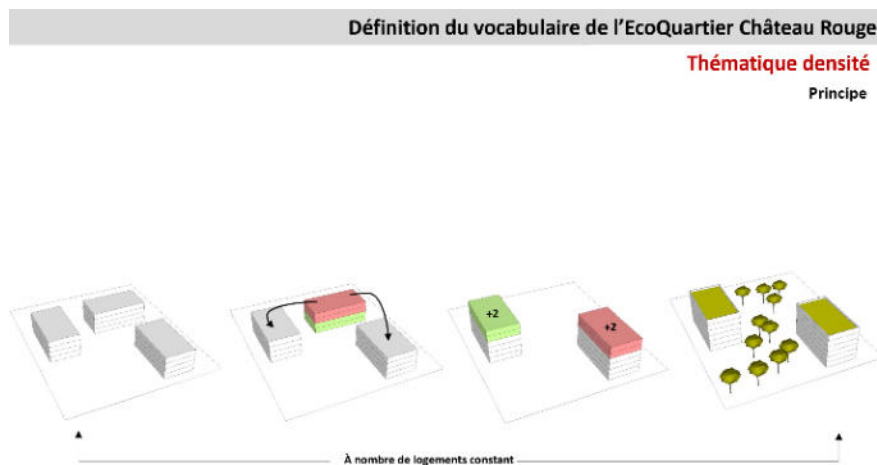 Définition du vocabulaire de l'EcoQuartier Château Rouge
Thématique densité
Principe
+2
+2
À nombre de logements constant